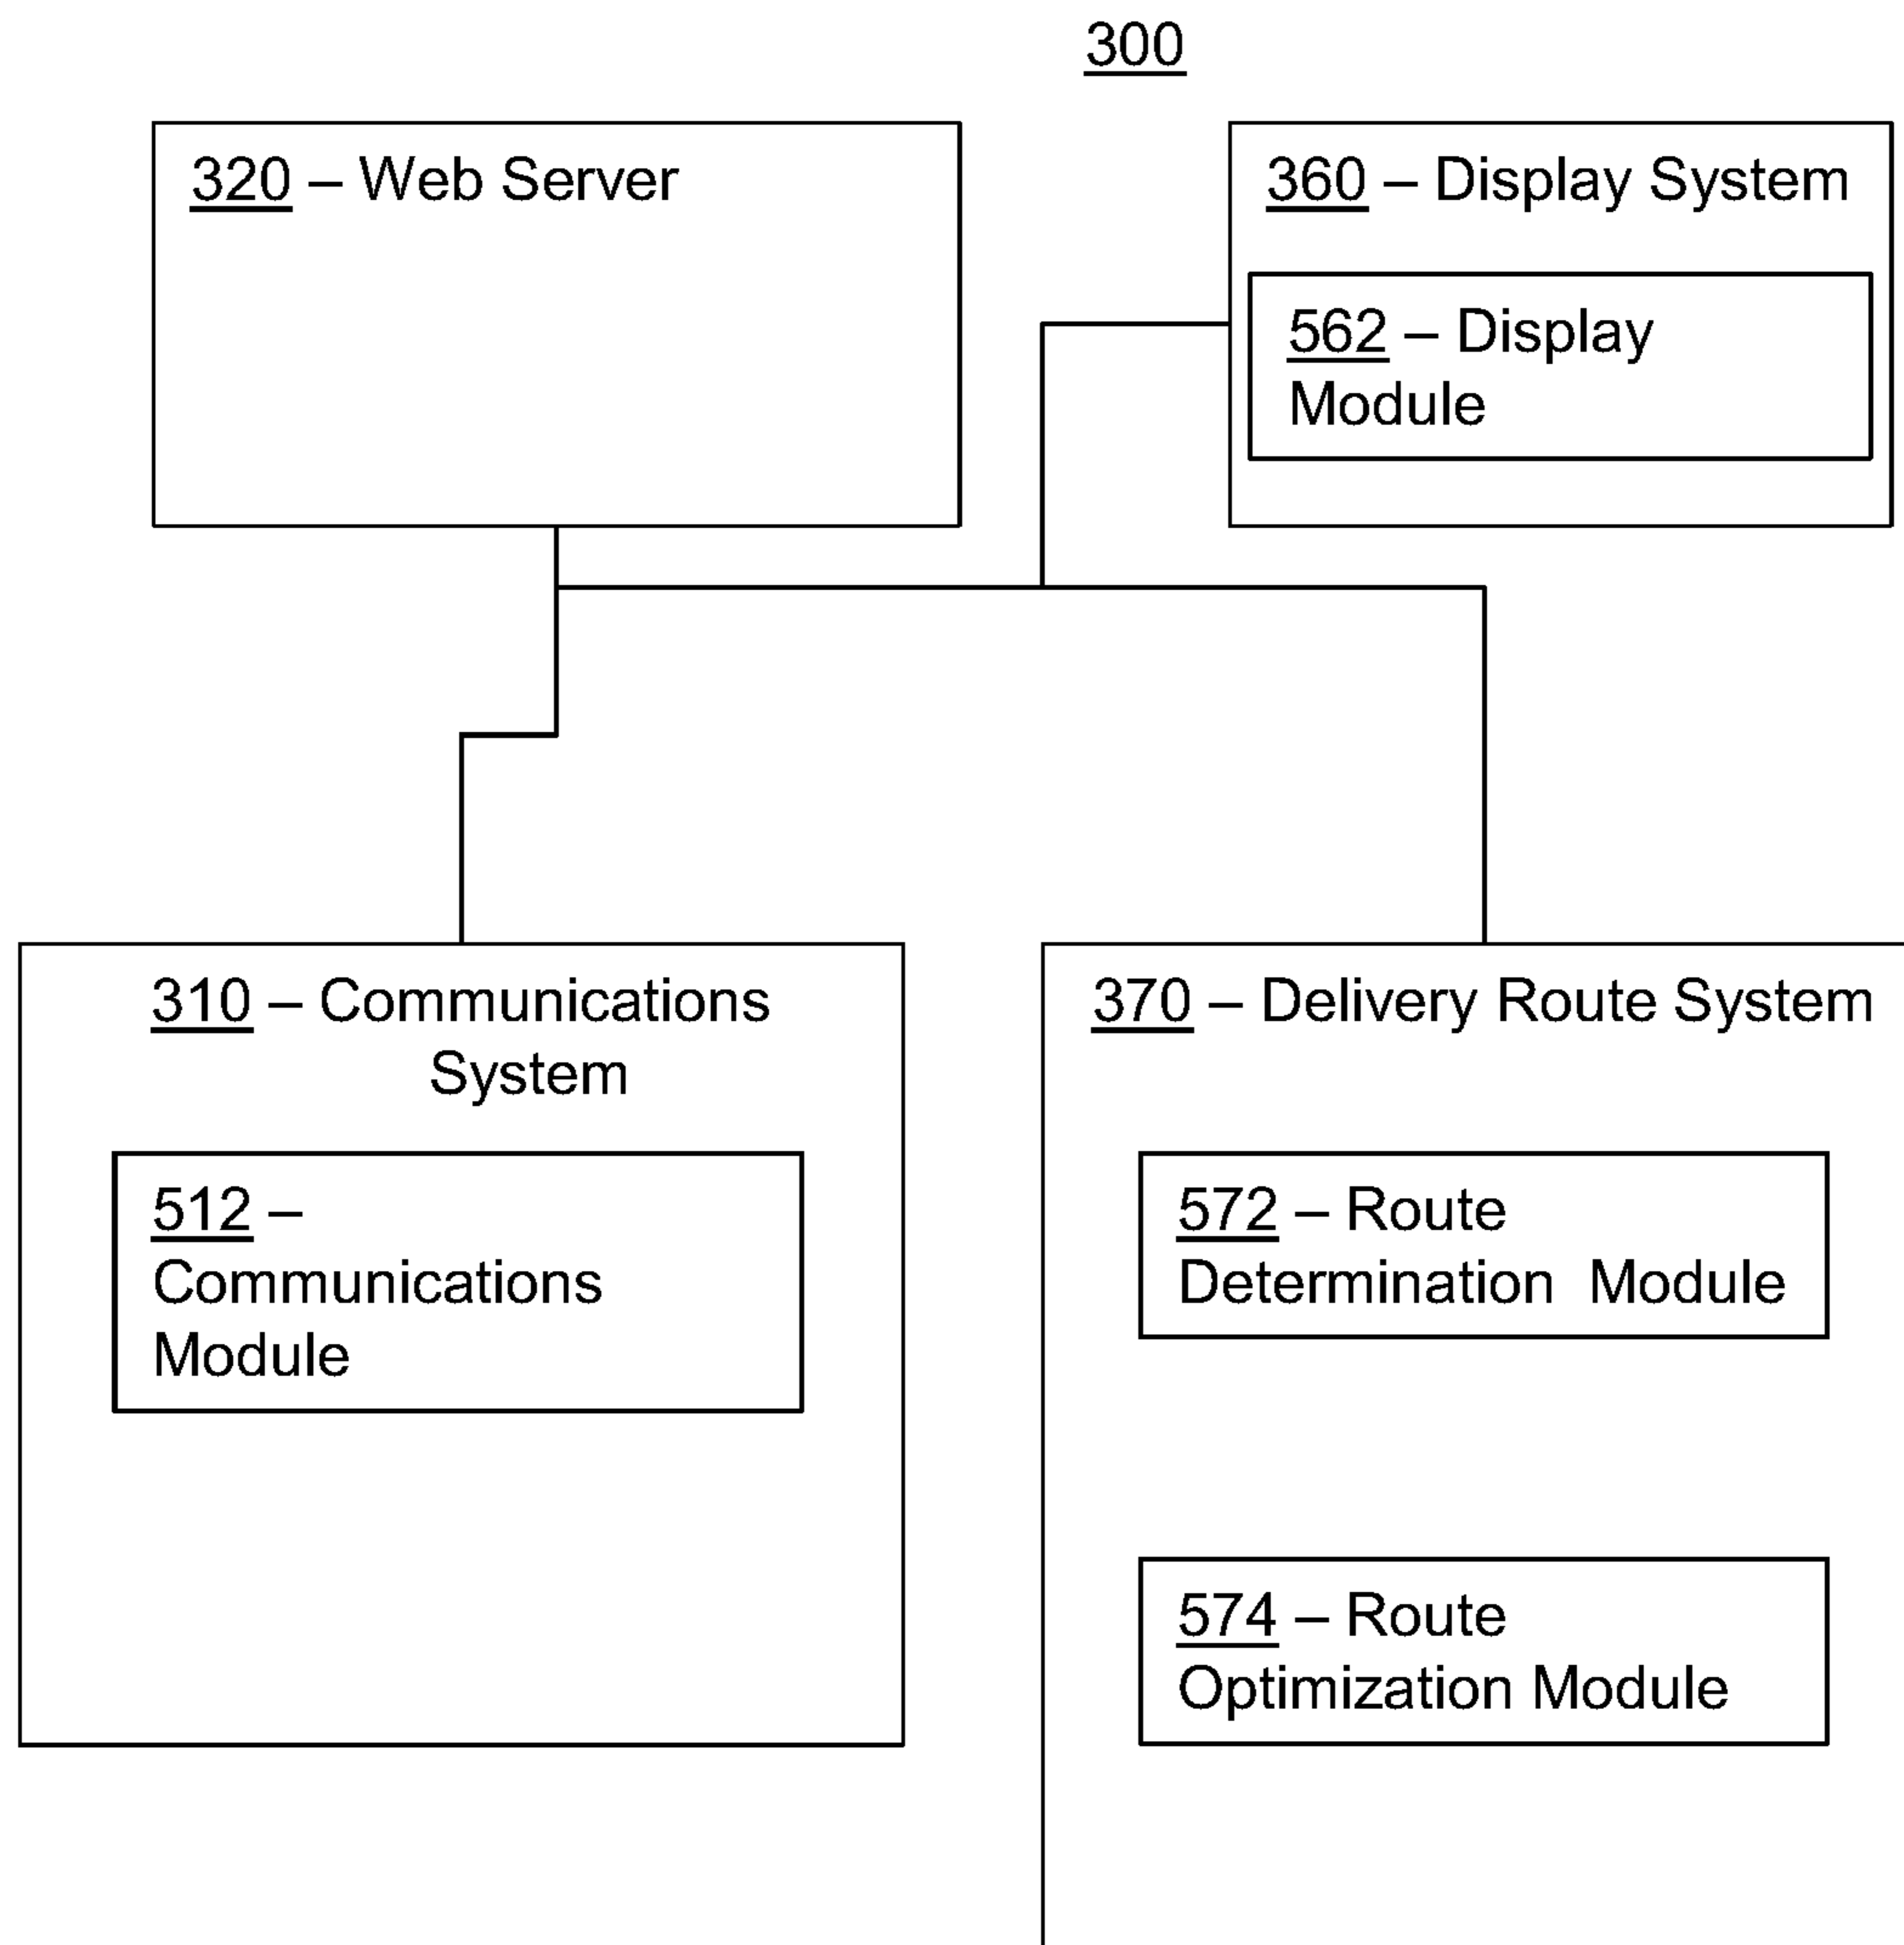 300
320 – Web Server
360 – Display System
562 – Display
Module
310 – Communications
System
512 –
Communications
Module
370 – Delivery Route System
572 – Route
Determination Module
574 – Route
Optimization Module